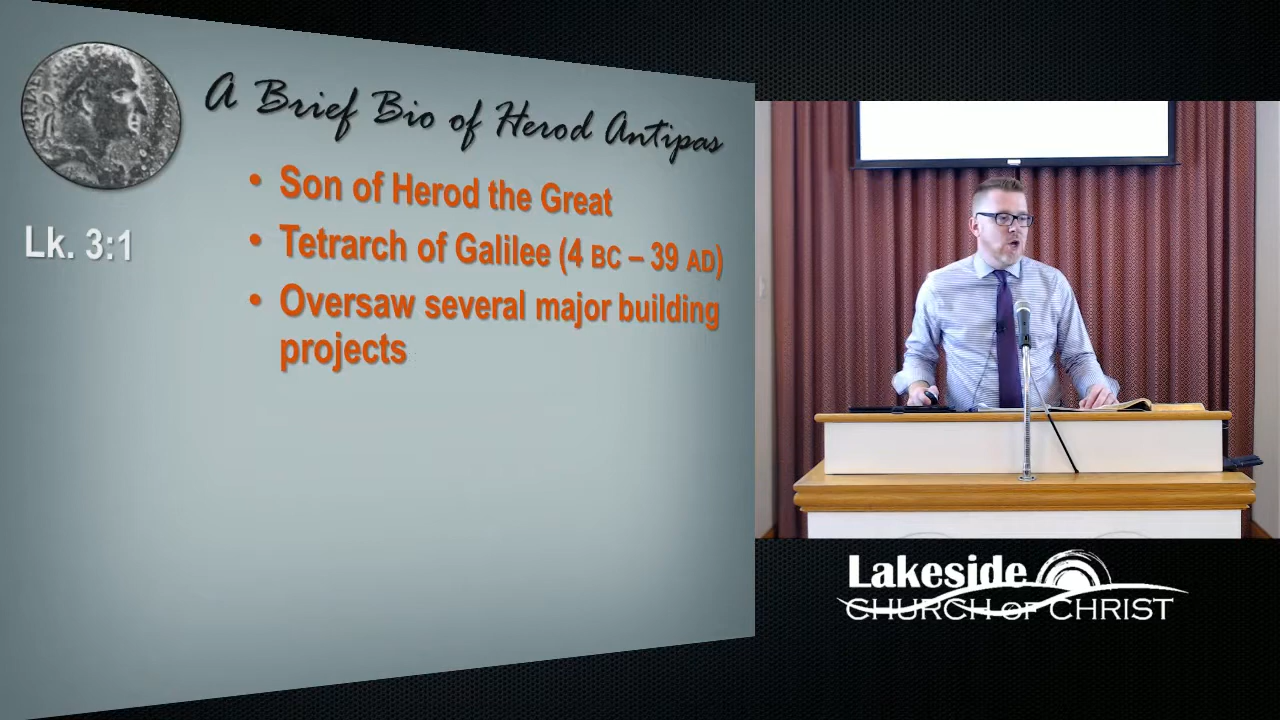 A Brief Bio of Herod Antipas
• Son of Herod the Great
Lk. 3:1
• Tetrarch of Galilee (4 BC – 39 AD)
• Oversaw several major building
projects
Lakeside
CHURCH OF CHRIST